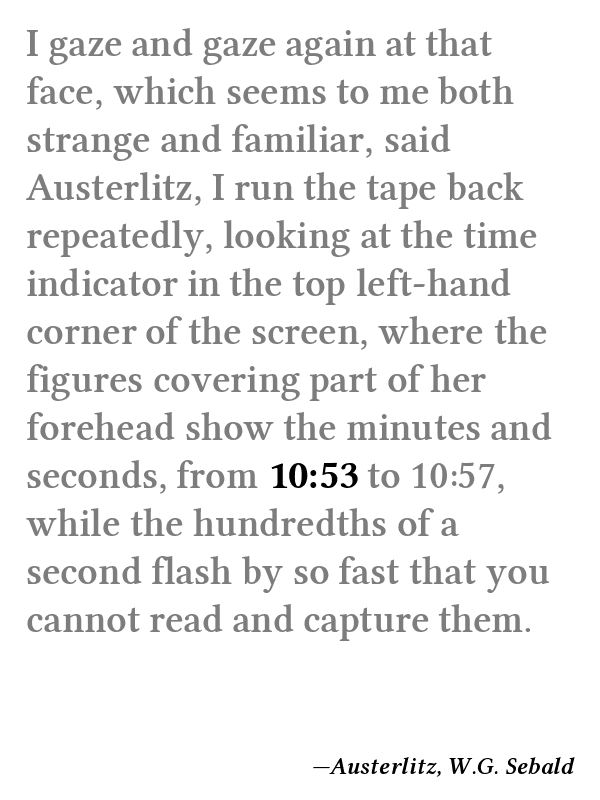 I gaze and gaze again at that
face, which seems to me both
strange and familiar, said
Austerlitz, I run the tape back
repeatedly, looking at the time
indicator in the top left-hand
corner of the screen, where the
figures covering part of her
forehead show the minutes and
seconds, from 10:53 to 10:57,
while the hundredths of a
second flash by so fast that you
cannot read and capture them.
—Austerlitz, W.G. Sebald